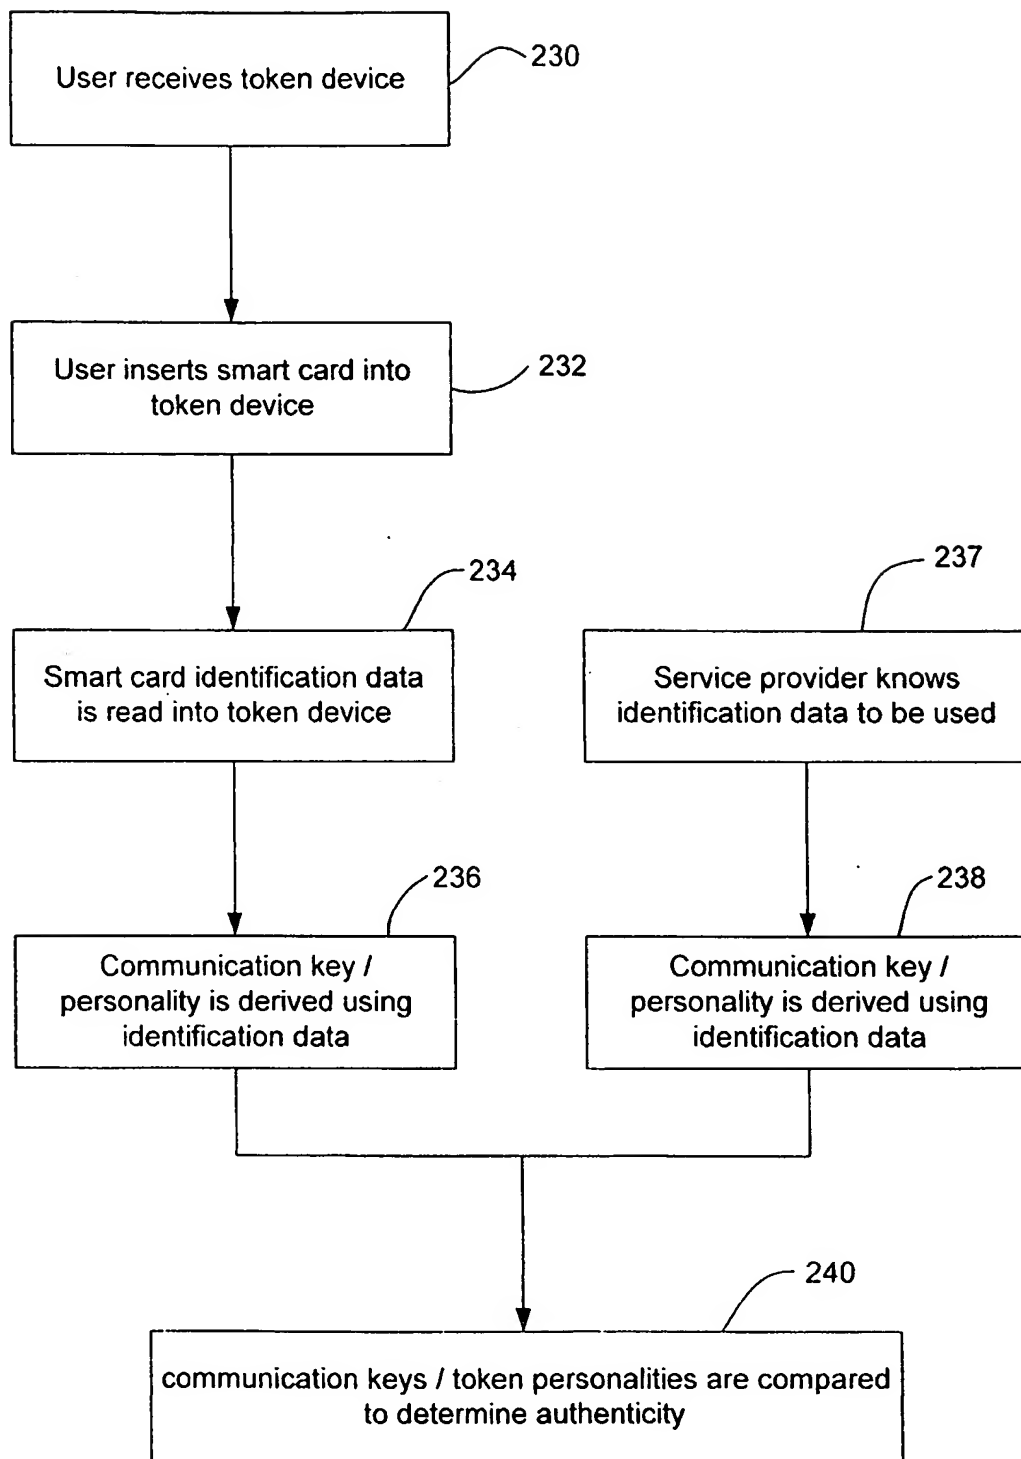 User receives token device
230
User inserts smart card into
token device
232
234
Smart card identification data
is read into token device
237
Service provider knows
identification data to be used
236
Communication key /
personality is derived using
identification data
238
Communication key /
personality is derived using
identification data
240
communication keys / token personalities are compared
to determine authenticity